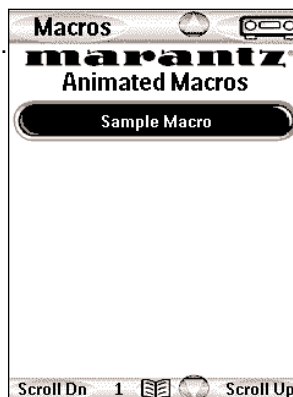 Macros
marantz
Animated Macros
Sample Macro
Scroll Dn 1 Scroll Up